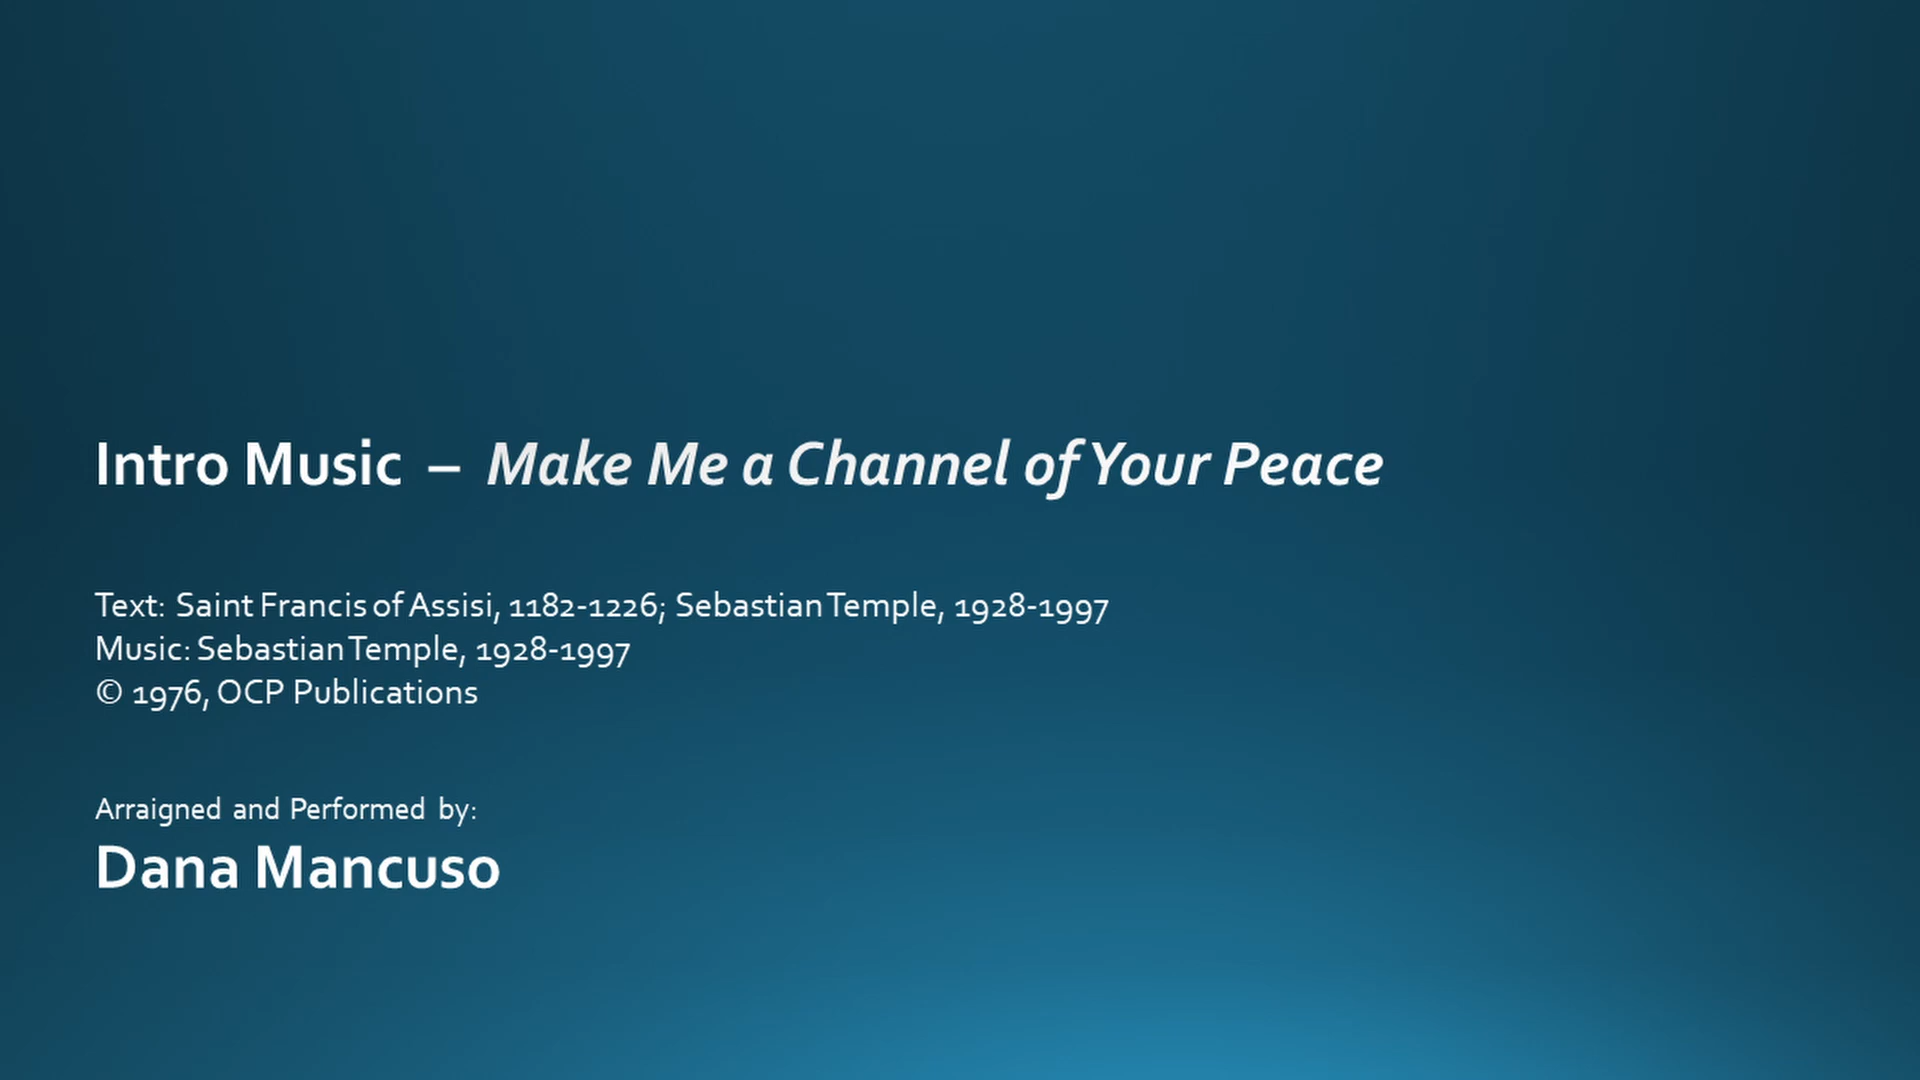 Intro Music – Make Me a Channel of Your Peace
Text: Saint Francis of Assisi, 1182-1226; Sebastian Temple, 1928-1997
Music: Sebastian Temple, 1928-1997
© 1976, OCP Publications
Arraigned and Performed by:
Dana Mancuso